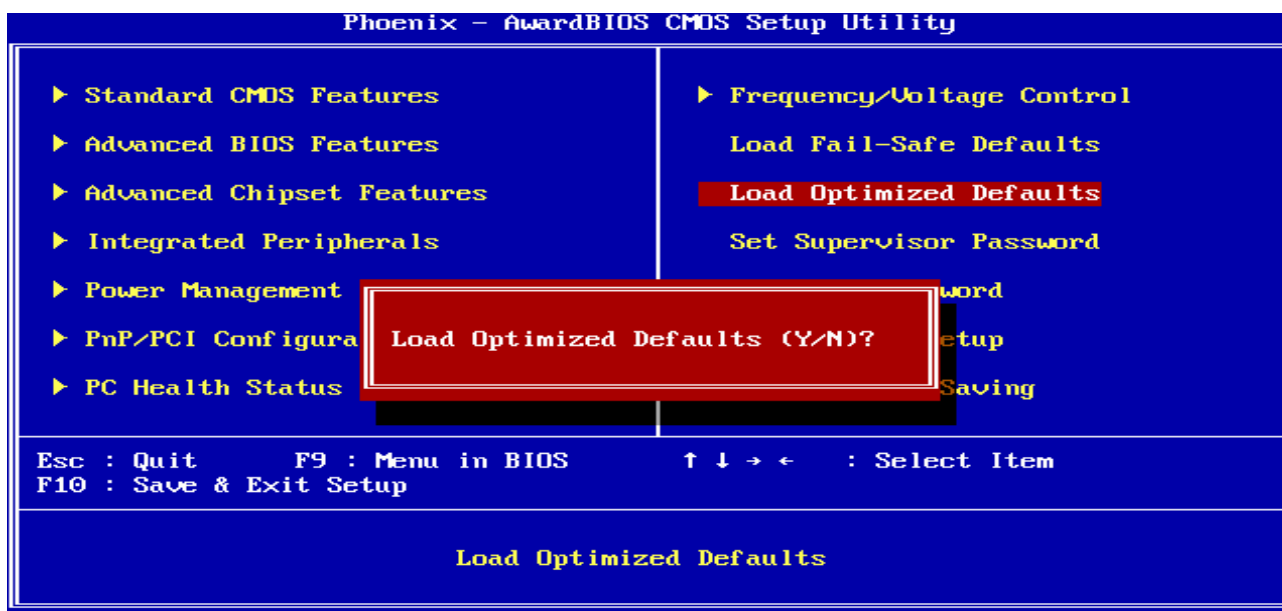 Phoenix - AwardBIOS CMOS Setup Utility
▶ Standard CMOS Features
▶ Advanced BIOS Features
▶ Advanced Chipset Features
▶ Integrated Peripherals
▶ Power Management
▶ PnP/PCI Configura
▶ PC Health Status
▶ Frequency/Voltage Control
Load Fail-Safe Defaults
Load Optimized Defaults
Set Supervisor Password
word
etup
Saving
Load Optimized Defaults (Y/N)?
Esc : Quit F9 : Menu in BIOS ↑ ↓ → ← : Select Item
F10 : Save & Exit Setup
Load Optimized Defaults